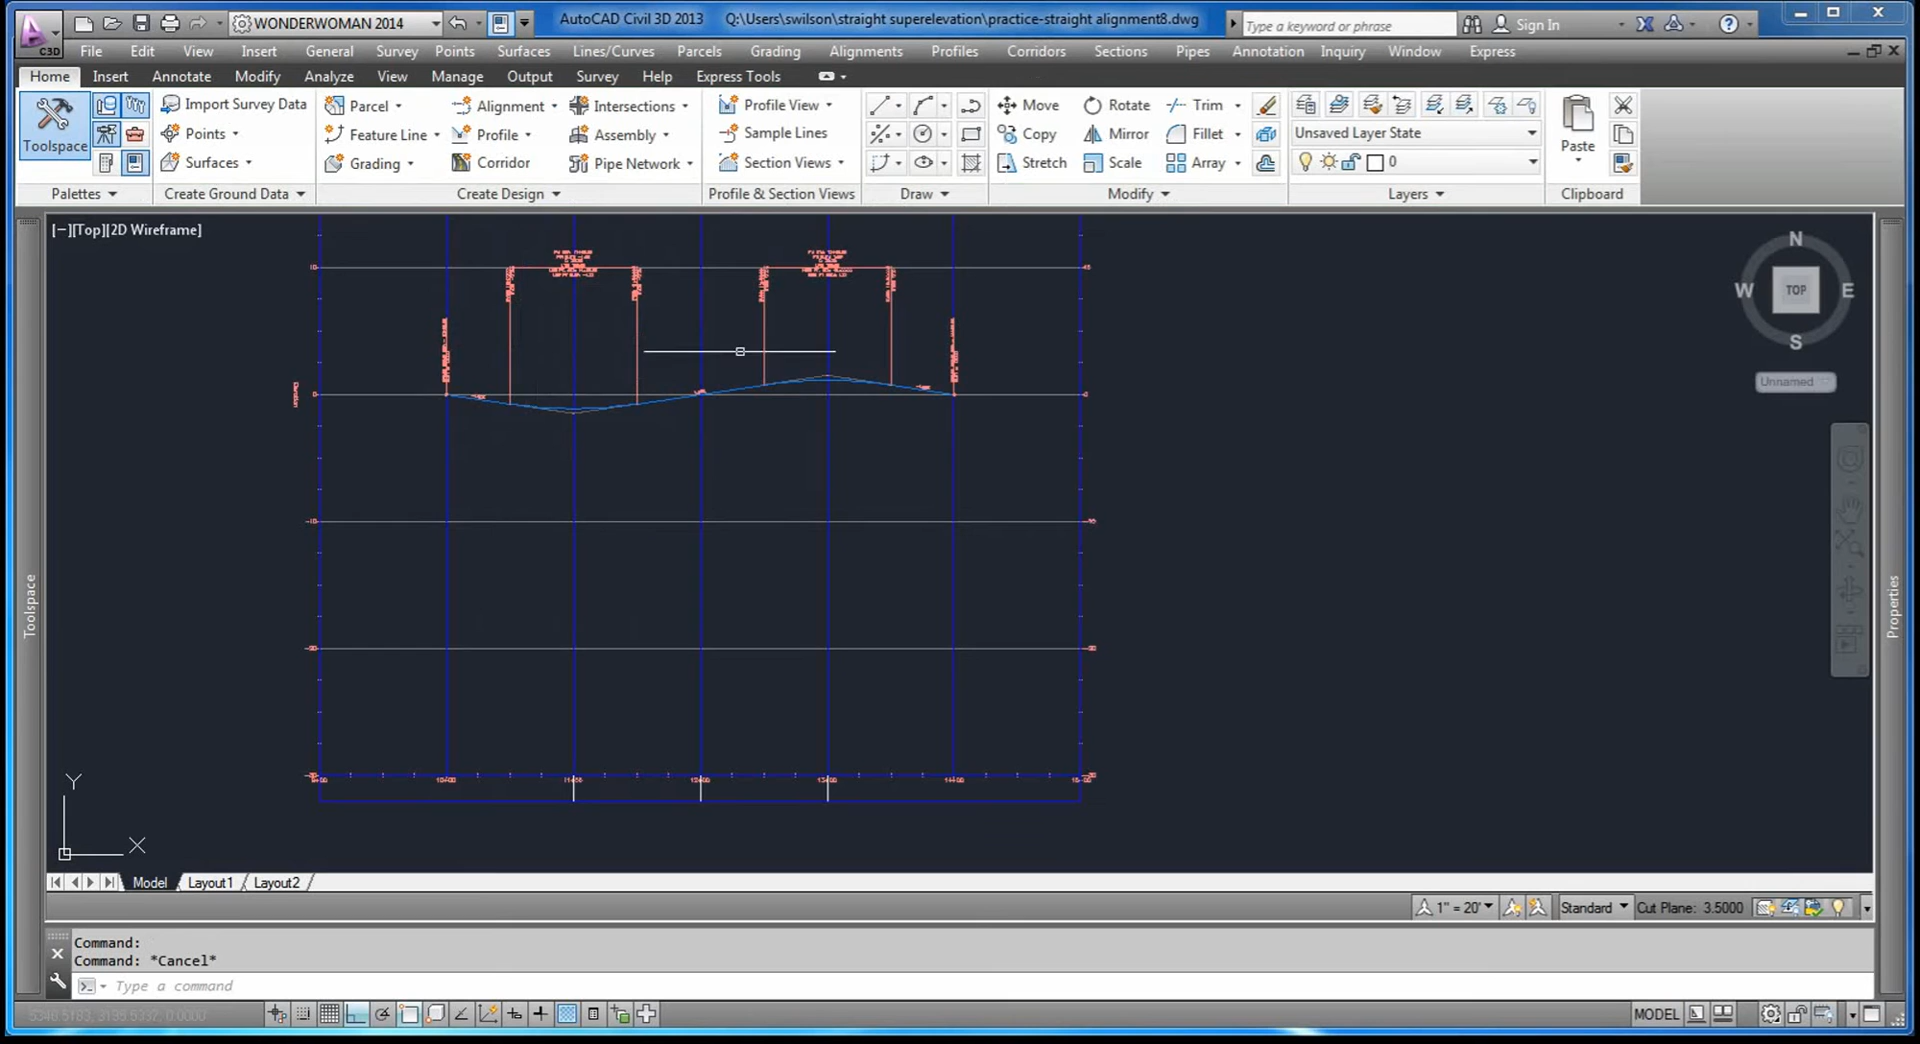 WONDERWOMAN 2014
AutoCAD Civil 3D 2013 Q:\Users\swilson\straight superelevation\practice-straight alignment8.dwg
Type a keyword or phrase
Sign In
C3D
File Edit View Insert General Survey Points Surfaces Lines/Curves Parcels Grading Alignments Profiles Corridors Sections Pipes Annotation Inquiry Window Express
Home Insert Annotate Modify Analyze View Manage Output Survey Help Express Tools
Toolspace
Import Survey Data
Points
Surfaces
Parcel
Feature Line
Grading
Alignment
Profile
Corridor
Intersections
Assembly
Pipe Network
Profile View
Sample Lines
Section Views
Move
Copy
Stretch
Rotate
Mirror
Scale
Trim
Fillet
Array
Unsaved Layer State
0
Paste
Palettes
Create Ground Data
Create Design
Profile & Section Views
Draw
Modify
Layers
Clipboard
[−][Top][2D Wireframe]
N
W TOP E
S
Unnamed
Toolspace
Properties
Y
X
Model Layout1 Layout2
1" = 20' Standard Cut Plane: 3.5000
Command:
Command: *Cancel*
Type a command
MODEL